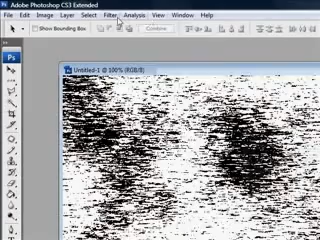 Adobe Photoshop CS3 Extended
File Edit Image Layer Select Filter Analysis View Window Help
Show Bounding Box
Combine
Ps
Untitled-1 @ 100% (RGB/8)